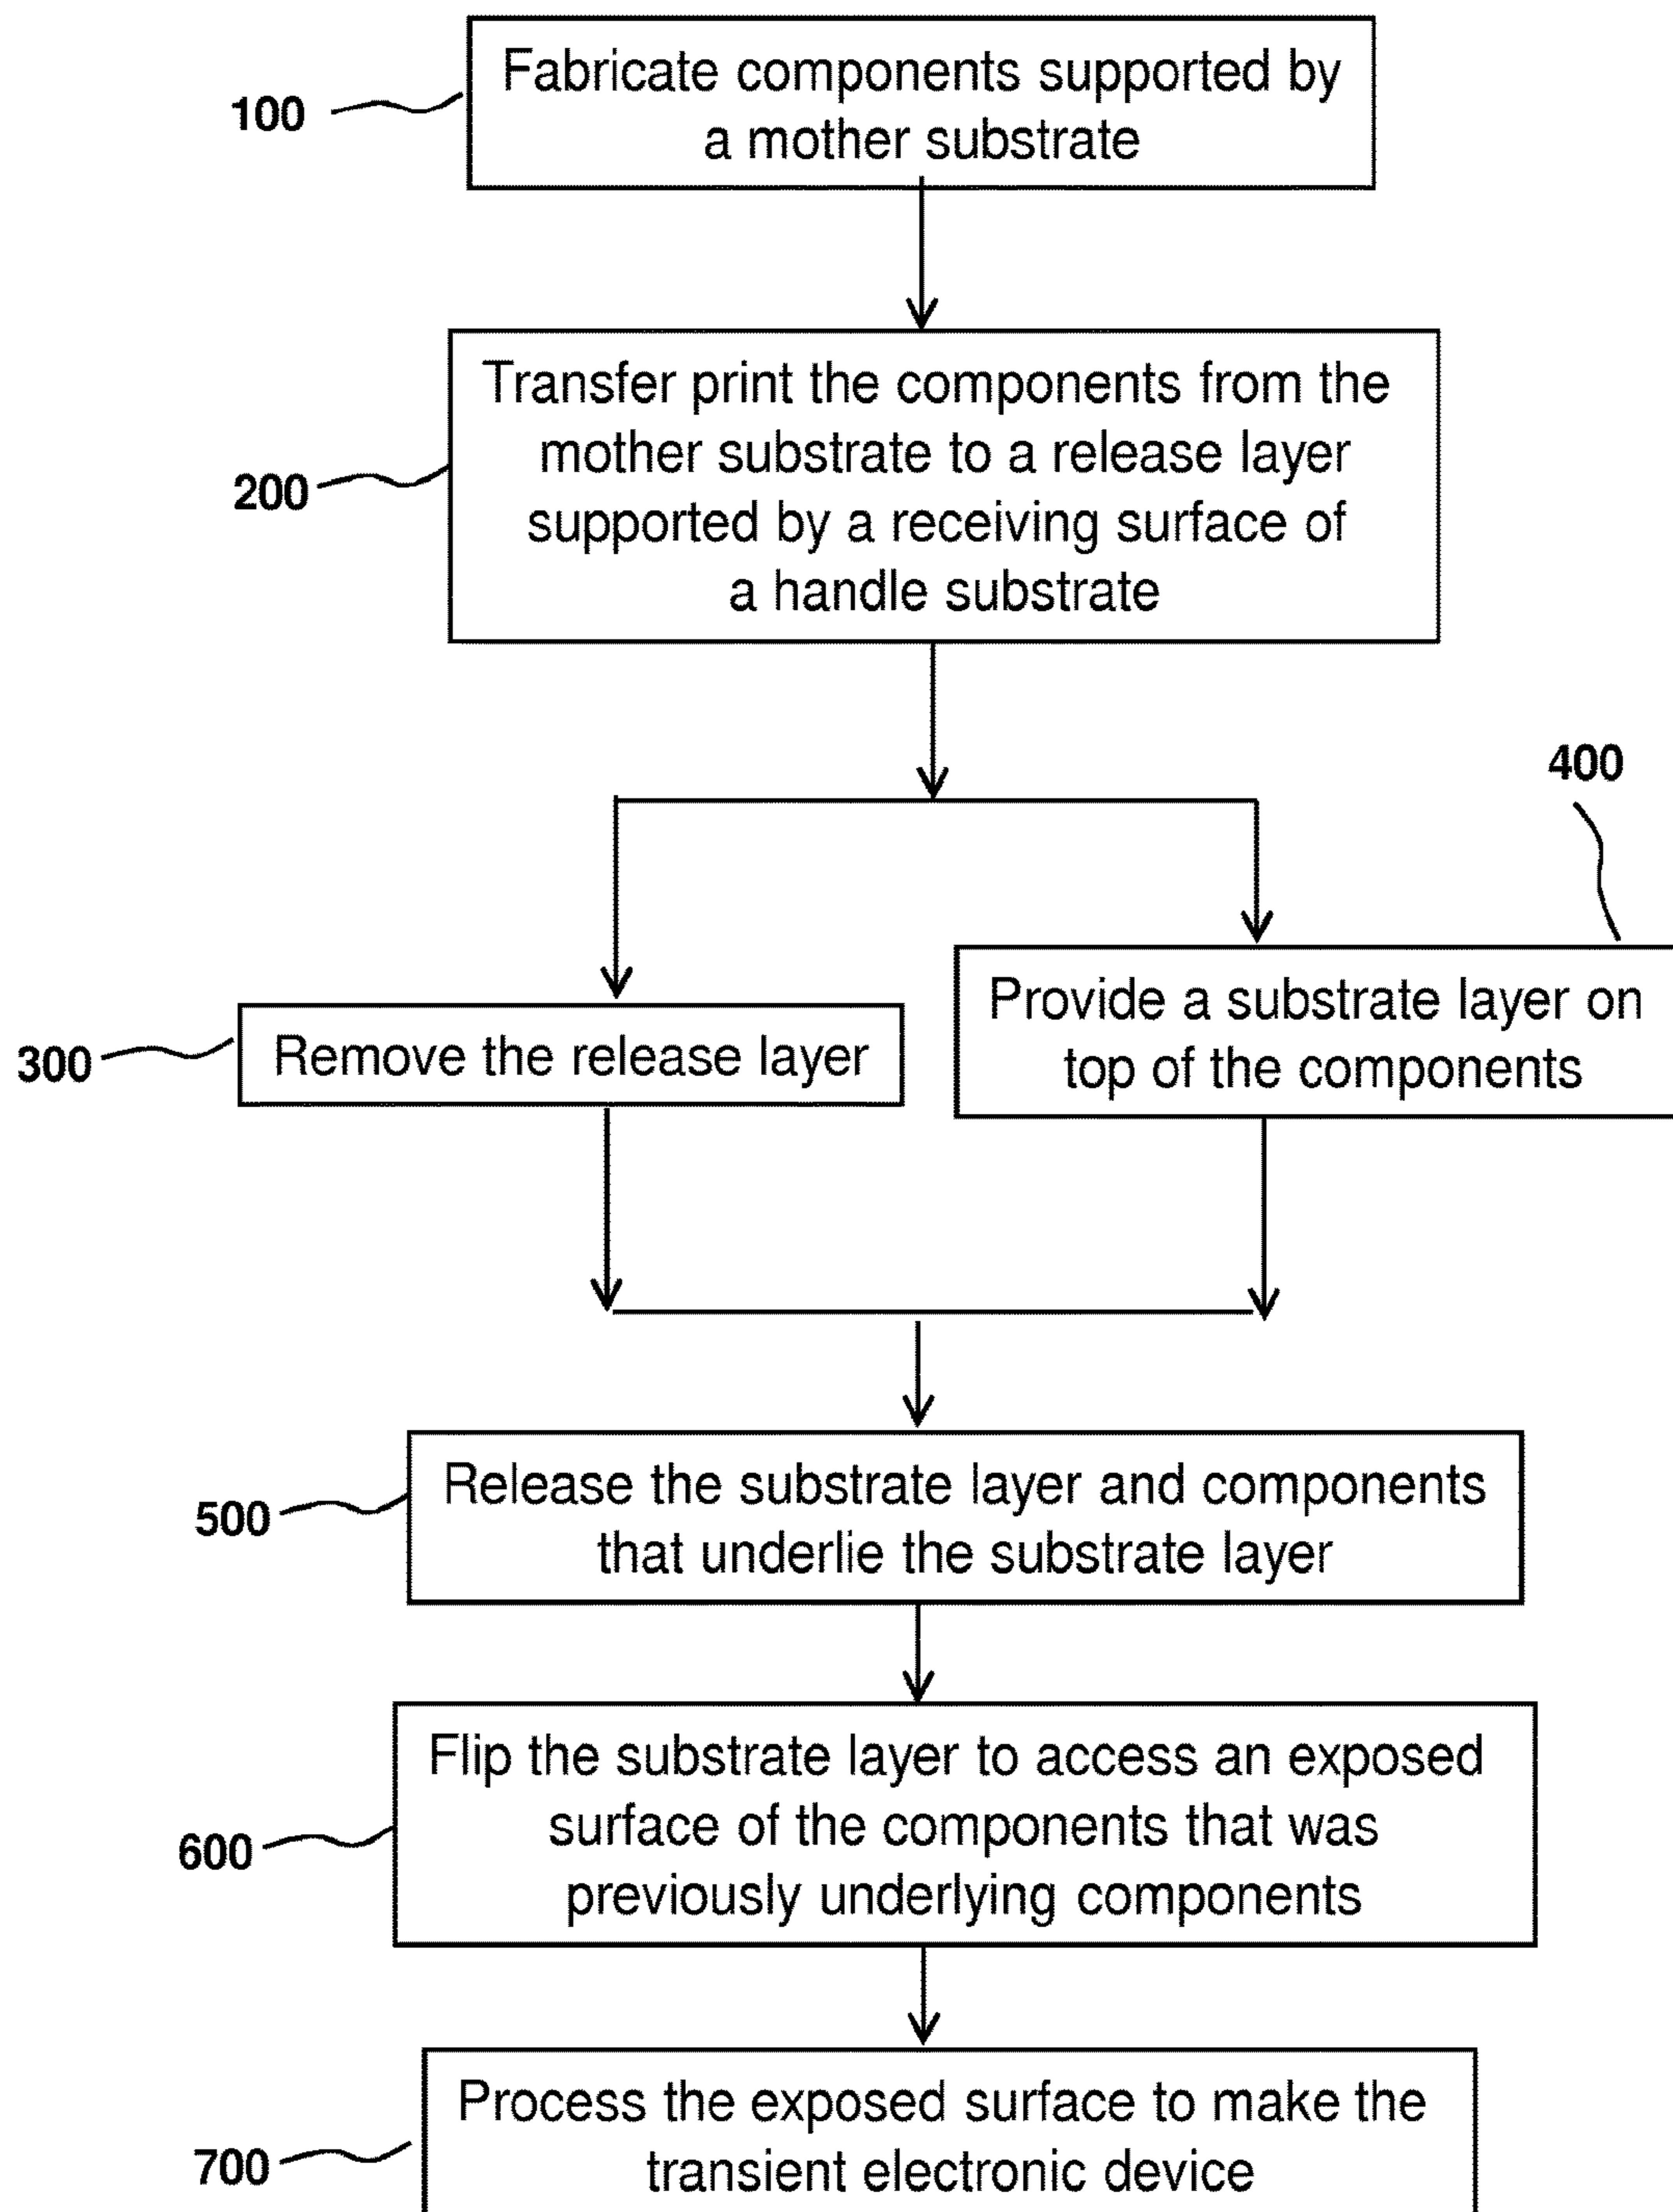 100
Fabricate components supported by
a mother substrate
200
Transfer print the components from the
mother substrate to a release layer
supported by a receiving surface of
a handle substrate
300
Remove the release layer
400
Provide a substrate layer on
top of the components
500
Release the substrate layer and components
that underlie the substrate layer
600
Flip the substrate layer to access an exposed
surface of the components that was
previously underlying components
700
Process the exposed surface to make the
transient electronic device